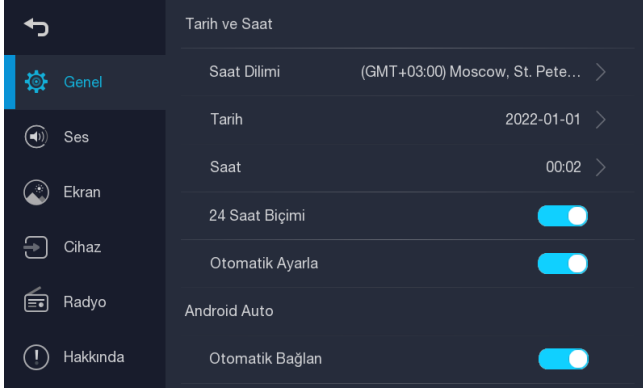 Tarih ve Saat
Genel
Saat Dilimi (GMT+03:00) Moscow, St. Pete...
Tarih 2022-01-01
Ses
Saat 00:02
Ekran
24 Saat Biçimi
Cihaz
Otomatik Ayarla
Radyo
Android Auto
Hakkında
Otomatik Bağlan